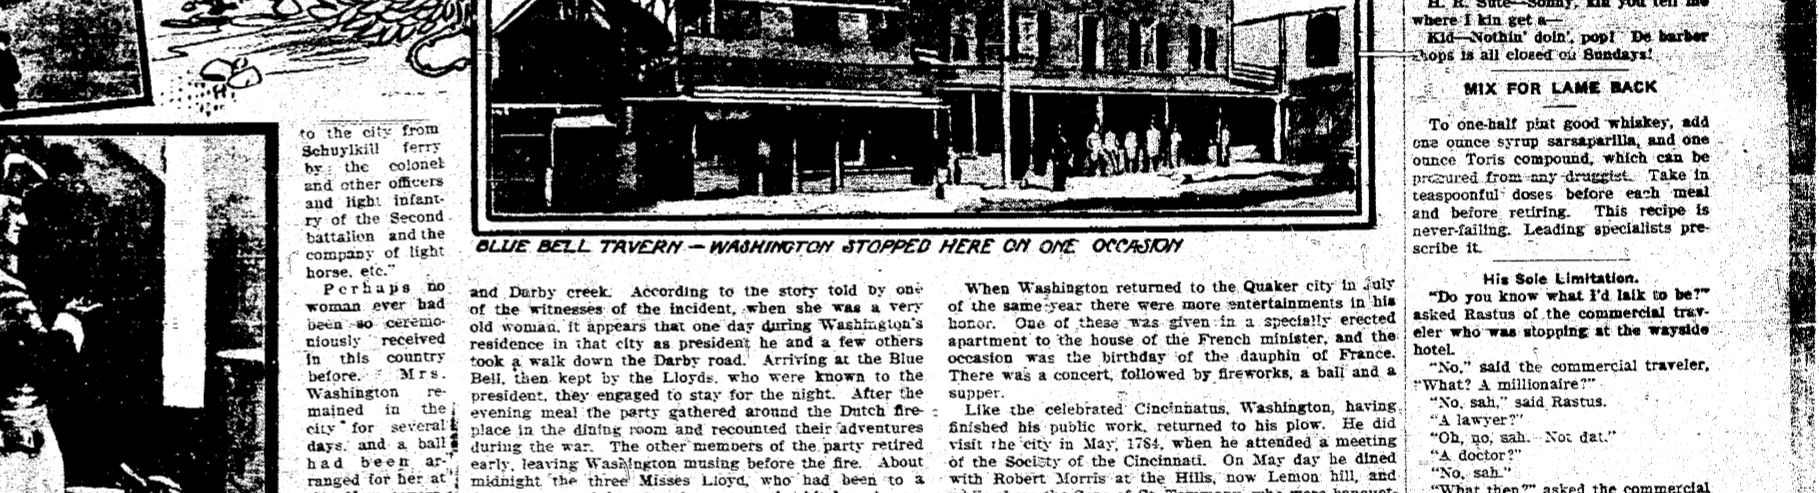 to the city from
Schuylkill ferry
by the colonel
and other officers
and light infant-
ry of the Second
battalion and the
company of light
horse, etc."
Perhaps no
woman ever had
been so ceremo-
niously received
in this country
before. Mrs.
Washington re-
mained in the
city for several
days, and a ball
had been ar-
ranged for her at
BLUE BELL TAVERN — WASHINGTON STOPPED HERE ON ONE OCCASION
and Darby creek. According to the story told by one
of the witnesses of the incident, when she was a very
old woman, it appears that one day during Washington's
residence in that city as president he and a few others
took a walk down the Darby road. Arriving at the Blue
Bell, then kept by the Lloyds, who were known to the
president, they engaged to stay for the night. After the
evening meal the party gathered around the Dutch fire-
place in the dining room and recounted their adventures
during the war. The other members of the party retired
early, leaving Washington musing before the fire. About
midnight the three Misses Lloyd, who had been to a
When Washington returned to the Quaker city in July
of the same year there were more entertainments in his
honor. One of these was given in a specially erected
apartment to the house of the French minister, and the
occasion was the birthday of the dauphin of France.
There was a concert, followed by fireworks, a ball and a
supper.
Like the celebrated Cincinnatus, Washington, having
finished his public work, returned to his plow. He did
visit the city in May, 1784, when he attended a meeting
of the Society of the Cincinnati. On May day he dined
with Robert Morris at the Hills, now Lemon hill, and
H. R. Sute—Sonny, kin you tell me
where I kin get a—
Kid—Nothin' doin', pop! De barber
shops is all closed on Sundays!
MIX FOR LAME BACK
To one-half pint good whiskey, add
one ounce syrup sarsaparilla, and one
ounce Toris compound, which can be
procured from any druggist. Take in
teaspoonful doses before each meal
and before retiring. This recipe is
never-failing. Leading specialists pre-
scribe it.
His Sole Limitation.
"Do you know what I'd laik to be?"
asked Rastus of the commercial trav-
eler who was stopping at the wayside
hotel.
"No," said the commercial traveler,
"What? A millionaire?"
"No, sah," said Rastus.
"A lawyer?"
"Oh, no, sah. Not dat."
"A doctor?"
"No, sah."
"What then?" asked the commercial